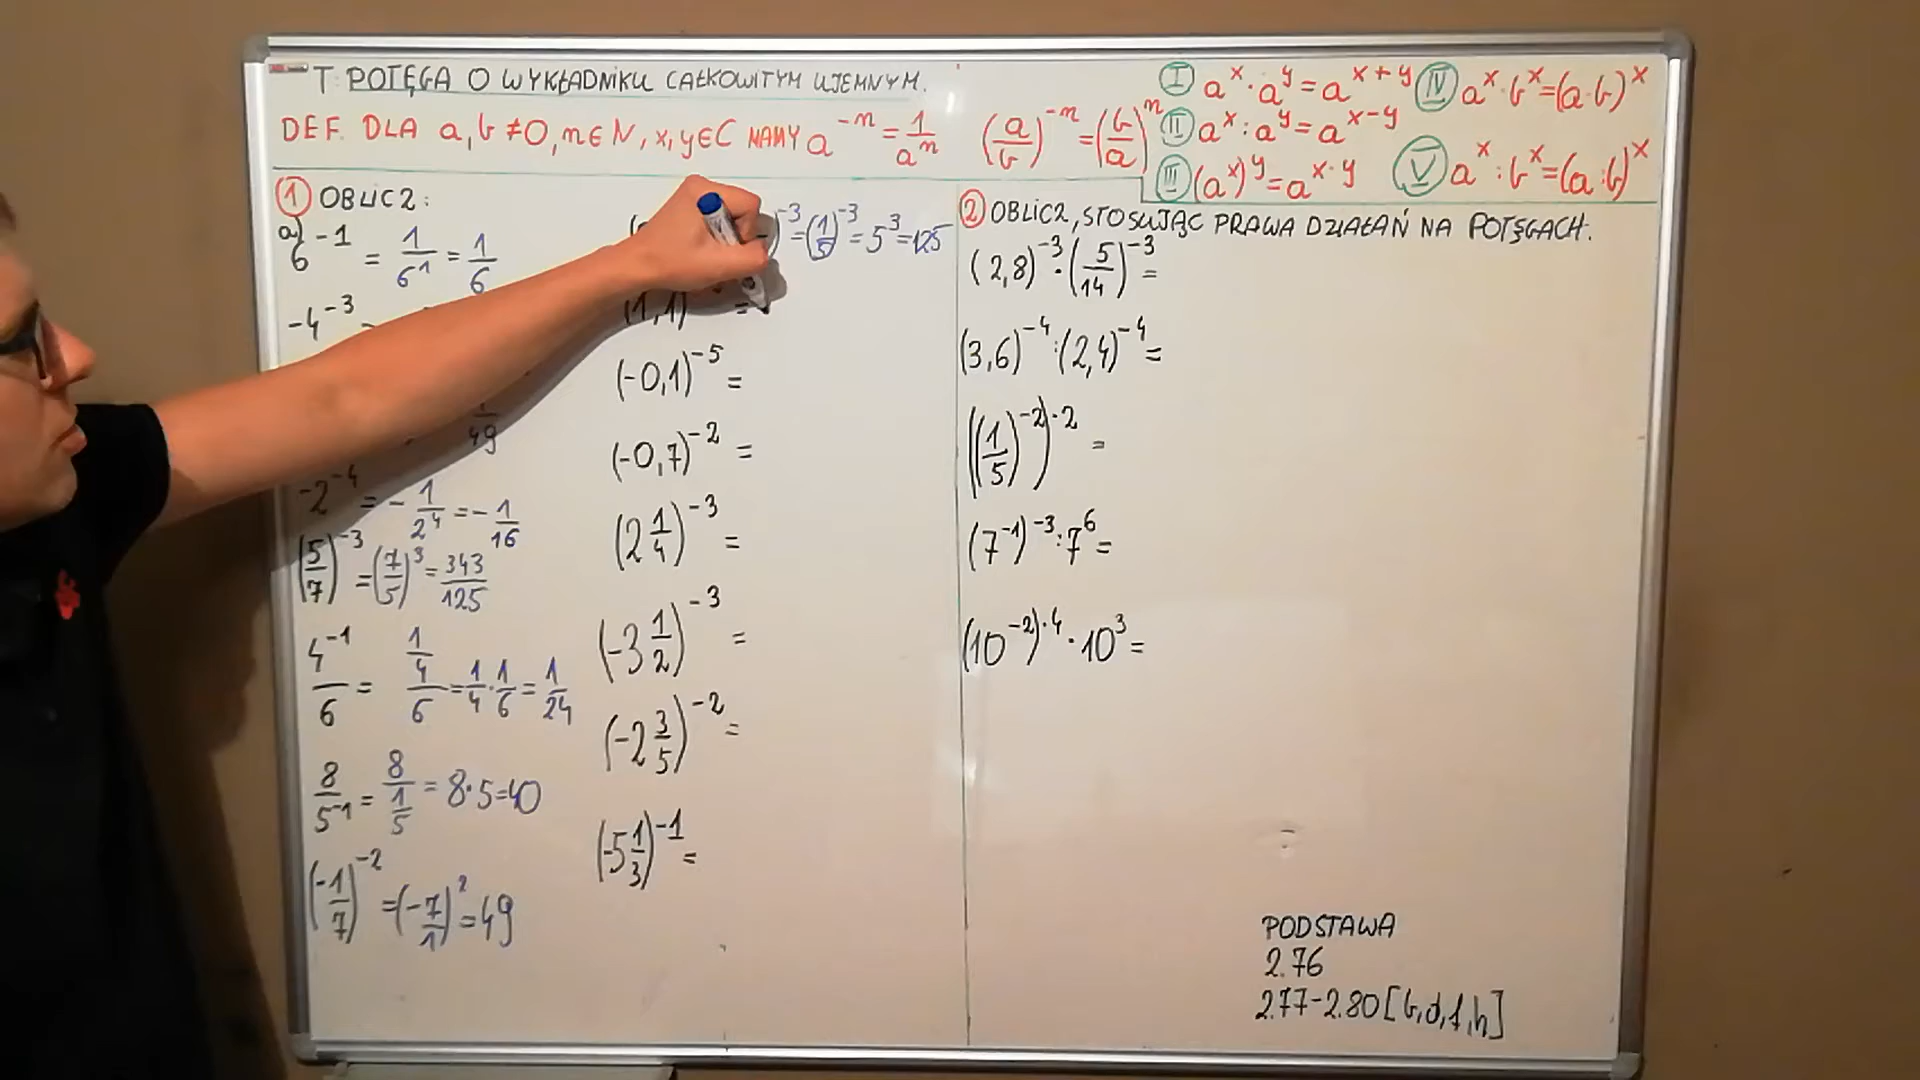 T: POTĘGA O WYKŁADNIKU CAŁKOWITYM UJEMNYM.
DEF. DLA a, b ≠ 0, n ∈ N, x, y ∈ C MAMY a^-n = 1/a^n (a/b)^-n = (b/a)^n
I a^x · a^y = a^x+y
II a^x : a^y = a^x-y
III (a^x)^y = a^x·y
IV a^x · b^x = (a·b)^x
V a^x : b^x = (a:b)^x
1 OBLICZ:
a) 6^-1 = 1/6^1 = 1/6
-4^-3 =
1/49
-2^-4 = -1/2^4 = -1/16
(5/7)^-3 = (7/5)^3 = 343/125
4^-1/6 = 1/4/6 = 1/4 · 1/6 = 1/24
8/5^-1 = 8/1/5 = 8·5=40
(-1/7)^-2 = (-7/1)^2 = 49
)^-3 = (1/5)^-3 = 5^3 = 125
(1,1) =
(-0,1)^-5 =
(-0,7)^-2 =
(2 1/4)^-3 =
(-3 1/2)^-3 =
(-2 3/5)^-2 =
(-5 1/3)^-1 =
2 OBLICZ, STOSUJĄC PRAWA DZIAŁAŃ NA POTĘGACH.
(2,8)^-3 · (5/14)^-3 =
(3,6)^-4 : (2,4)^-4 =
((1/5)^-2)^·2 =
(7^-1)^-3 : 7^6 =
(10^-2)^·4 · 10^3 =
PODSTAWA
2.76
2.77-2.80 [b,d,f,h]